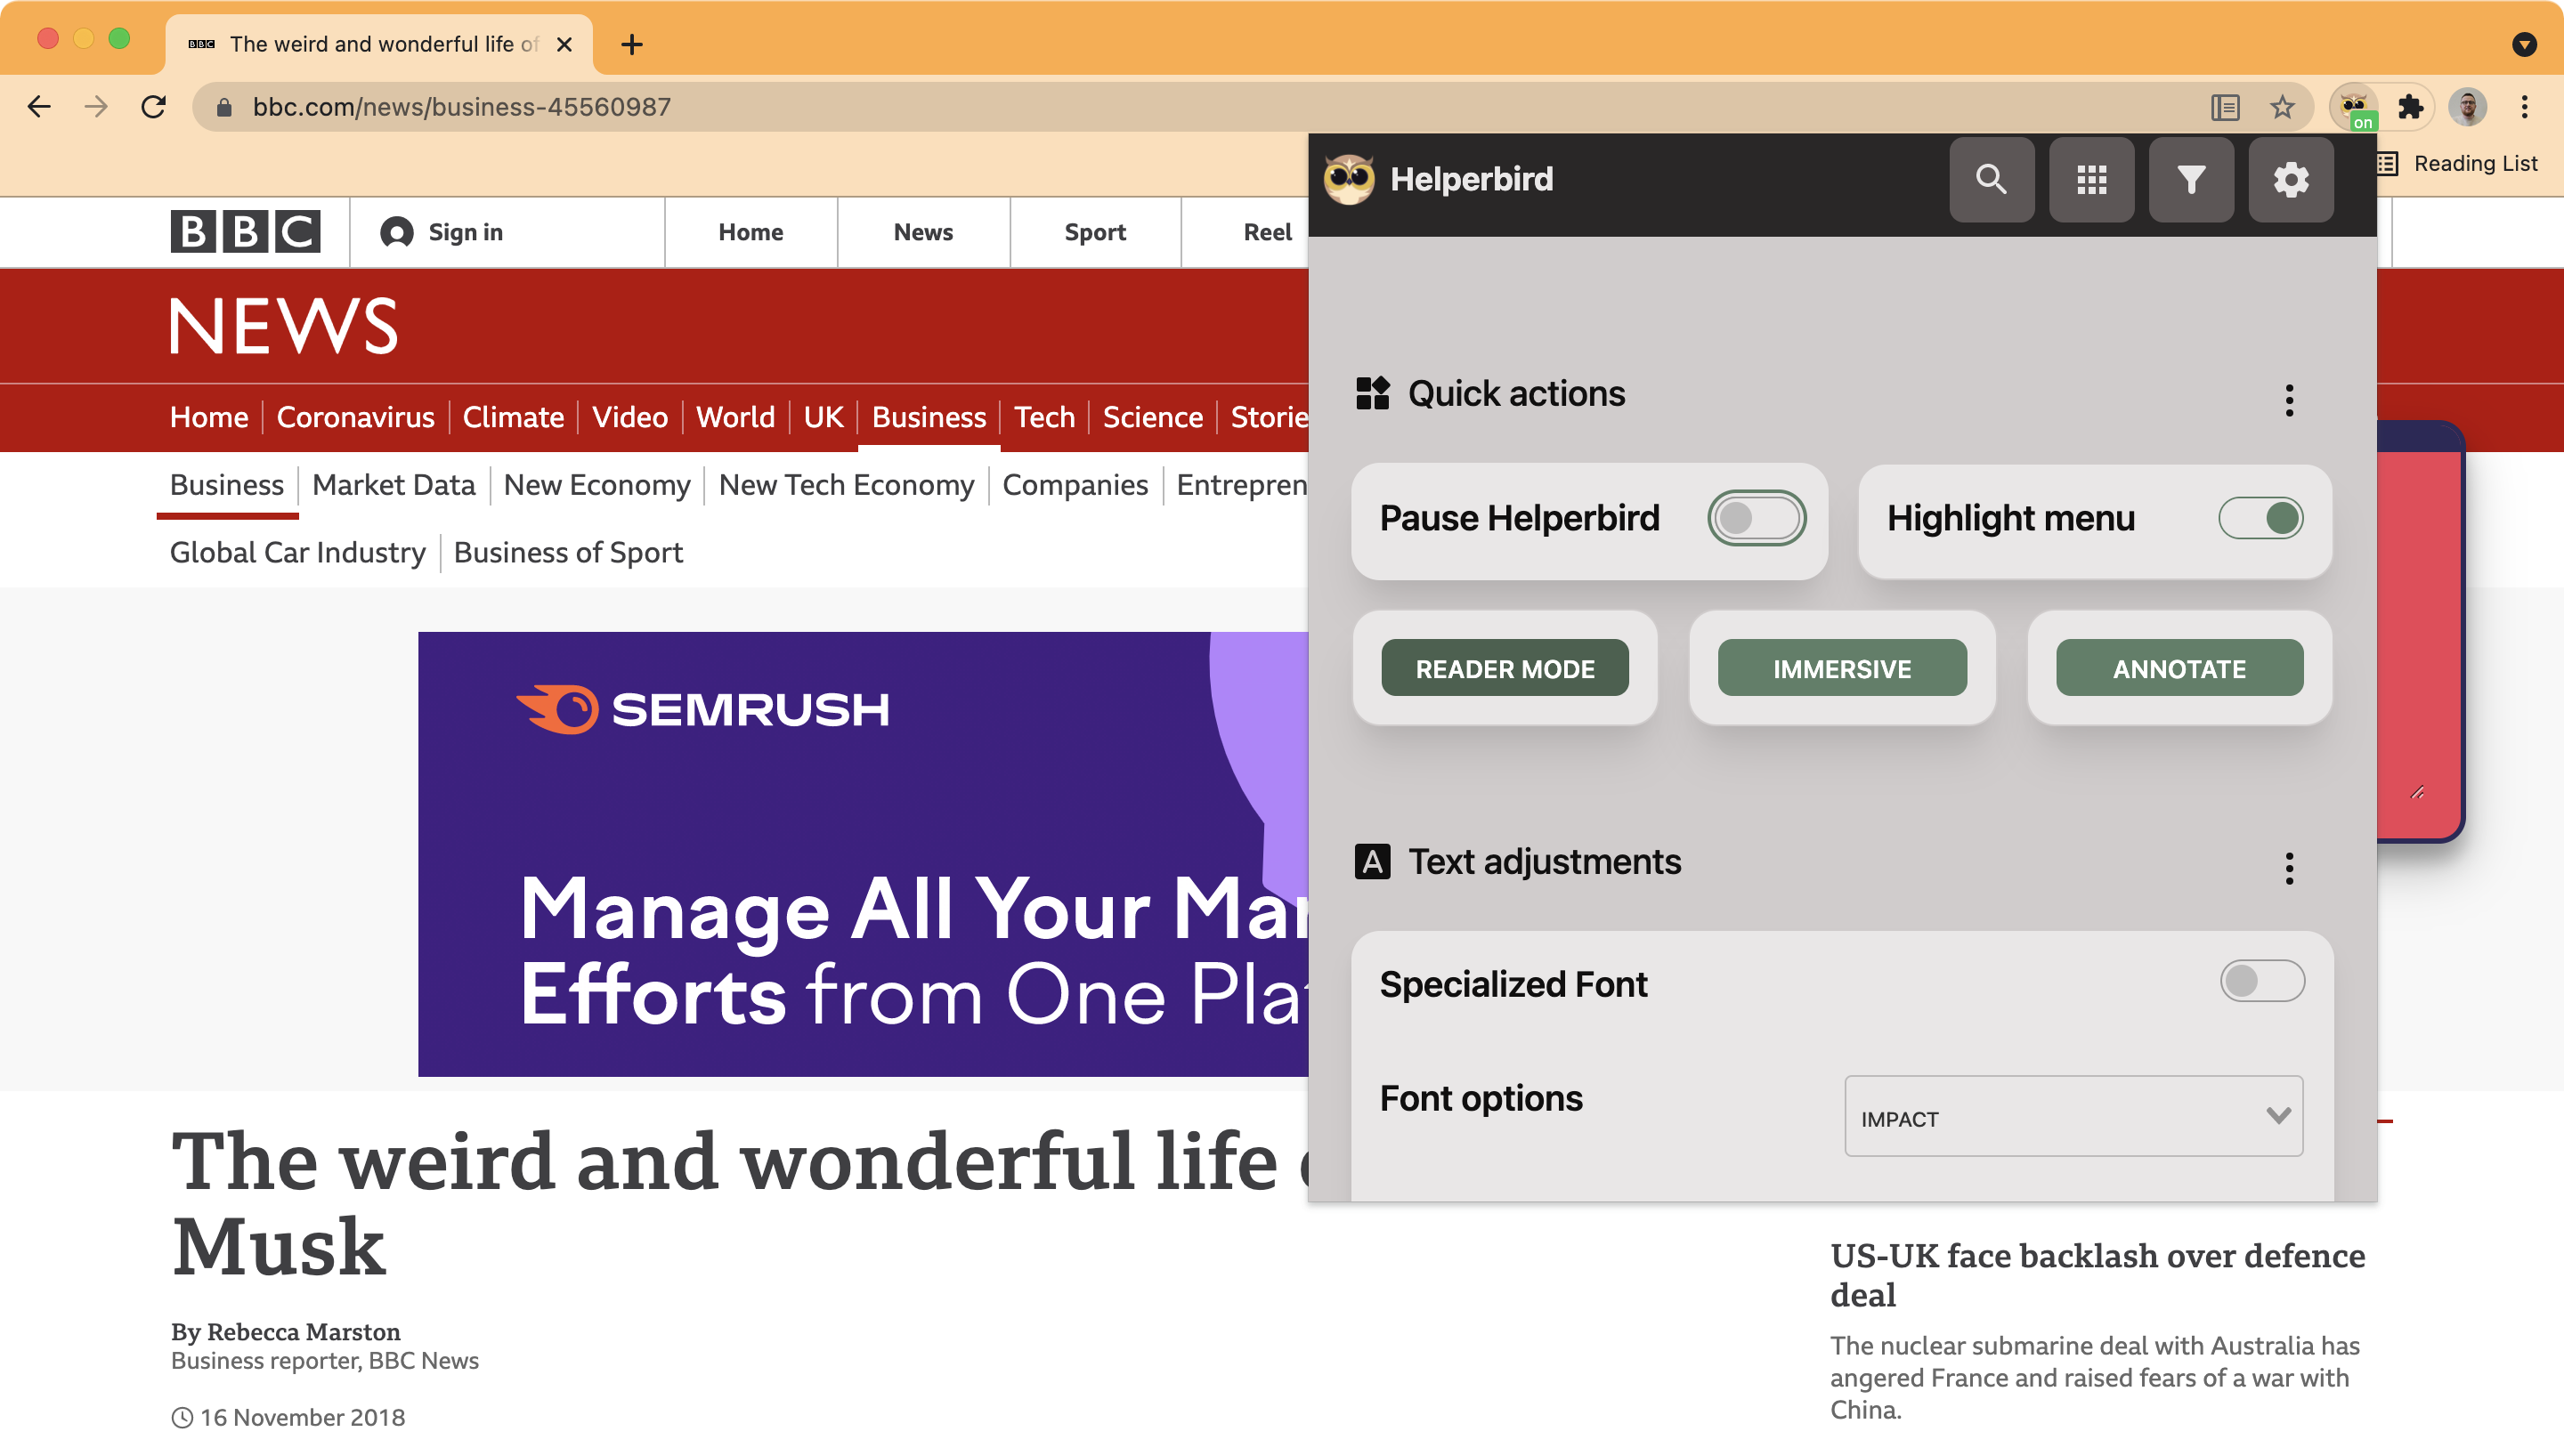 BBC The weird and wonderful life of
bbc.com/news/business-45560987
on
Reading List
BBC Sign in Home News Sport Reel
NEWS
Home Coronavirus Climate Video World UK Business Tech Science Storie
Business Market Data New Economy New Tech Economy Companies Entrepren
Global Car Industry Business of Sport
SEMRUSH
Manage All Your Mar
Efforts from One Plat
The weird and wonderful life
Musk
By Rebecca Marston
Business reporter, BBC News
16 November 2018
Helperbird
Quick actions
Pause Helperbird Highlight menu
READER MODE IMMERSIVE ANNOTATE
A Text adjustments
Specialized Font
Font options IMPACT
US-UK face backlash over defence
deal
The nuclear submarine deal with Australia has
angered France and raised fears of a war with
China.